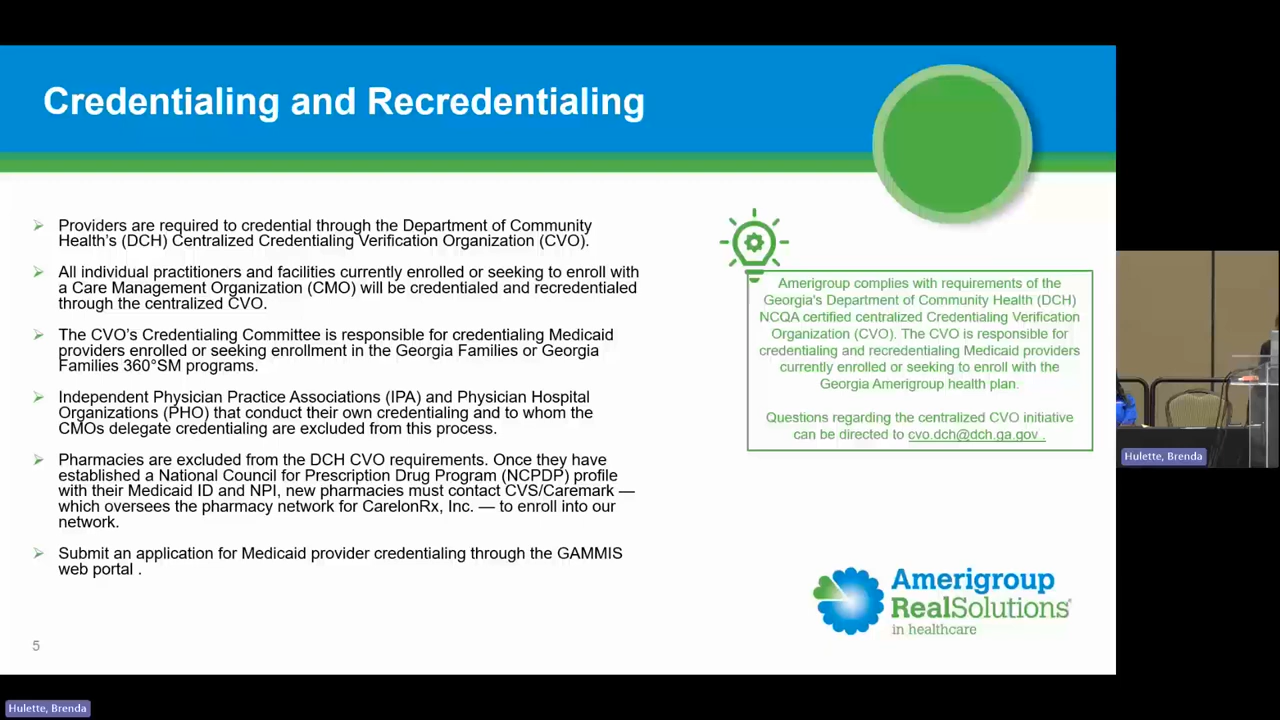 Credentialing and Recredentialing
Providers are required to credential through the Department of Community
Health's (DCH) Centralized Credentialing Verification Organization (CVO).
All individual practitioners and facilities currently enrolled or seeking to enroll with
a Care Management Organization (CMO) will be credentialed and recredentialed
through the centralized CVO.
The CVO's Credentialing Committee is responsible for credentialing Medicaid
providers enrolled or seeking enrollment in the Georgia Families or Georgia
Families 360°SM programs.
Independent Physician Practice Associations (IPA) and Physician Hospital
Organizations (PHO) that conduct their own credentialing and to whom the
CMOs delegate credentialing are excluded from this process.
Pharmacies are excluded from the DCH CVO requirements. Once they have
established a National Council for Prescription Drug Program (NCPDP) profile
with their Medicaid ID and NPI, new pharmacies must contact CVS/Caremark —
which oversees the pharmacy network for CarelonRx, Inc. — to enroll into our
network.
Submit an application for Medicaid provider credentialing through the GAMMIS
web portal .
Amerigroup complies with requirements of the
Georgia's Department of Community Health (DCH)
NCQA certified centralized Credentialing Verification
Organization (CVO). The CVO is responsible for
credentialing and recredentialing Medicaid providers
currently enrolled or seeking to enroll with the
Georgia Amerigroup health plan.
Questions regarding the centralized CVO initiative
can be directed to cvo.dch@dch.ga.gov .
Amerigroup
RealSolutions®
in healthcare
5
Hulette, Brenda
Hulette, Brenda